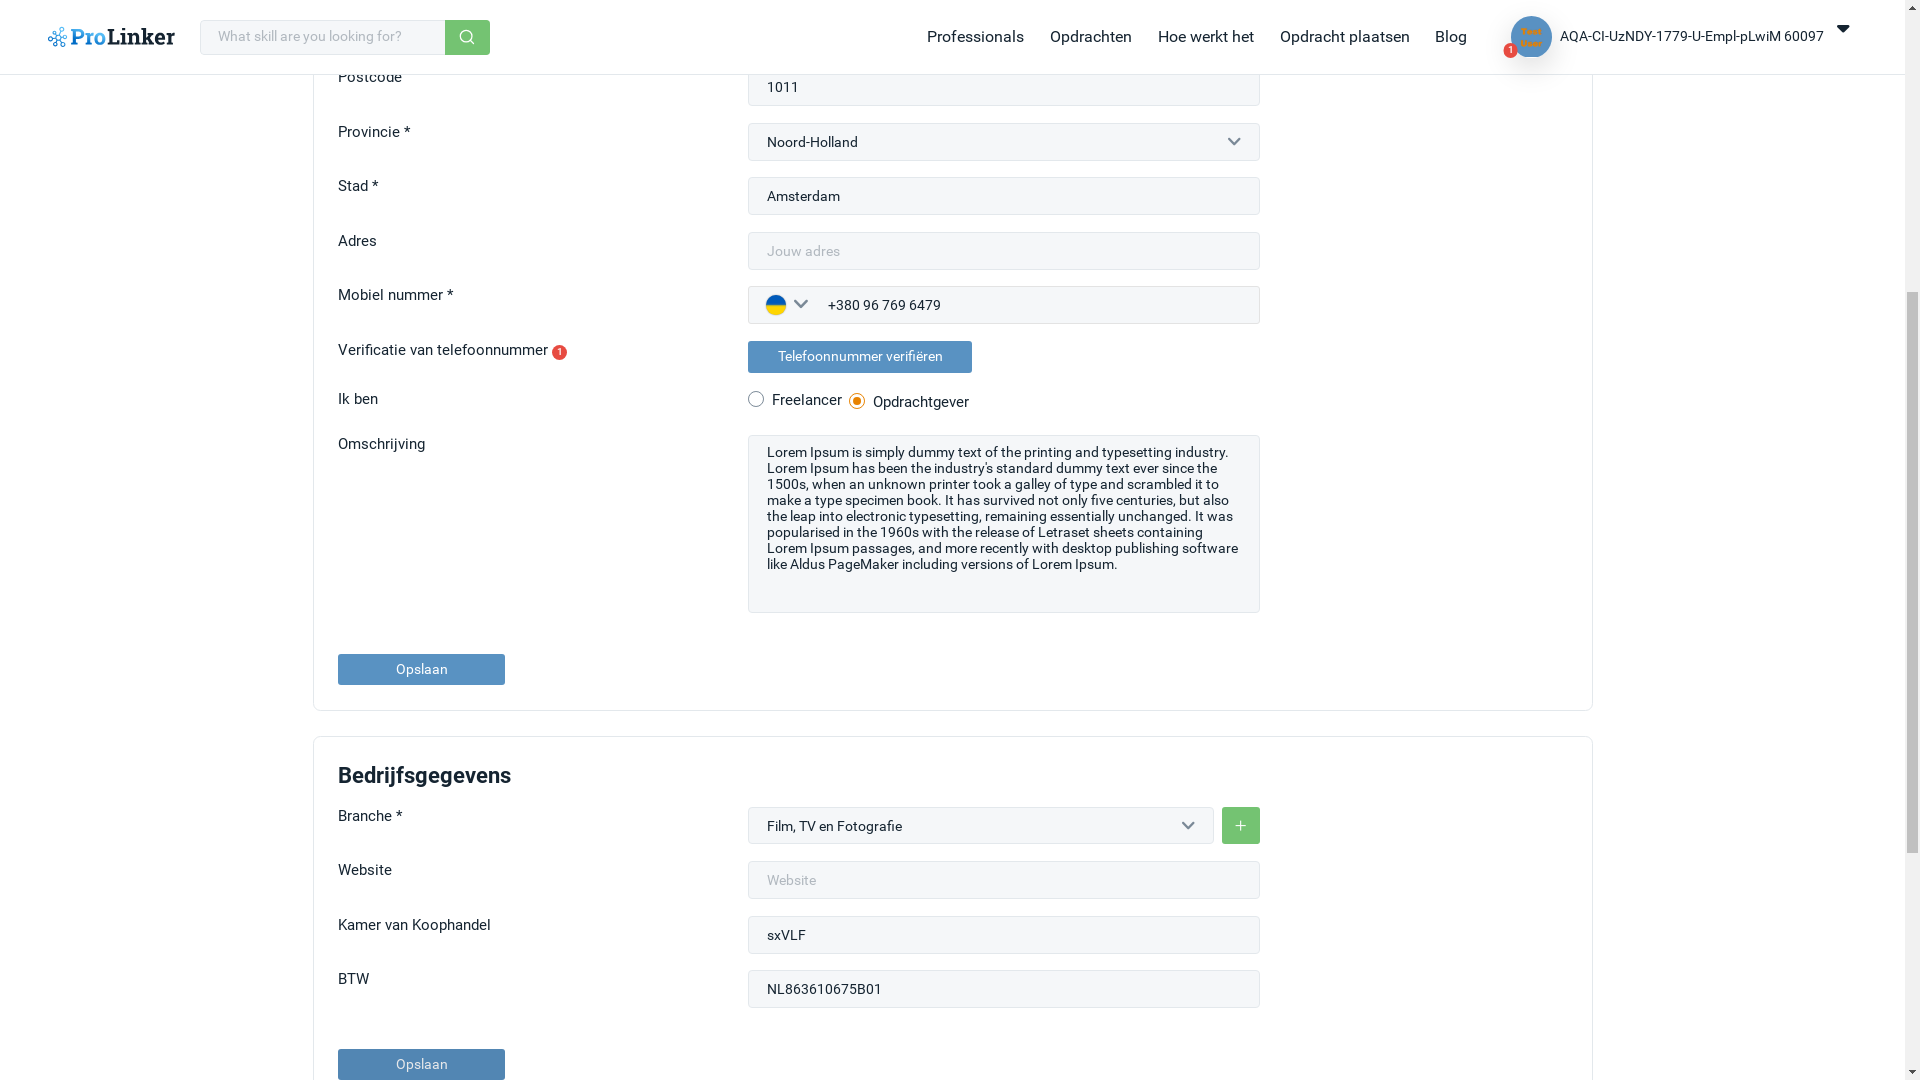 ProLinker
What skill are you looking for?
Professionals
Opdrachten
Hoe werkt het
Opdracht plaatsen
Blog
Test
User
1
AQA-CI-UzNDY-1779-U-Empl-pLwiM 60097
Postcode
1011
Provincie *
Noord-Holland
Stad *
Amsterdam
Adres
Jouw adres
Mobiel nummer *
+380 96 769 6479
Verificatie van telefoonnummer 1
Telefoonnummer verifiëren
Ik ben
Freelancer
Opdrachtgever
Omschrijving
Lorem Ipsum is simply dummy text of the printing and typesetting industry.
Lorem Ipsum has been the industry's standard dummy text ever since the
1500s, when an unknown printer took a galley of type and scrambled it to
make a type specimen book. It has survived not only five centuries, but also
the leap into electronic typesetting, remaining essentially unchanged. It was
popularised in the 1960s with the release of Letraset sheets containing
Lorem Ipsum passages, and more recently with desktop publishing software
like Aldus PageMaker including versions of Lorem Ipsum.
Opslaan
Bedrijfsgegevens
Branche *
Film, TV en Fotografie
Website
Website
Kamer van Koophandel
sxVLF
BTW
NL863610675B01
Opslaan